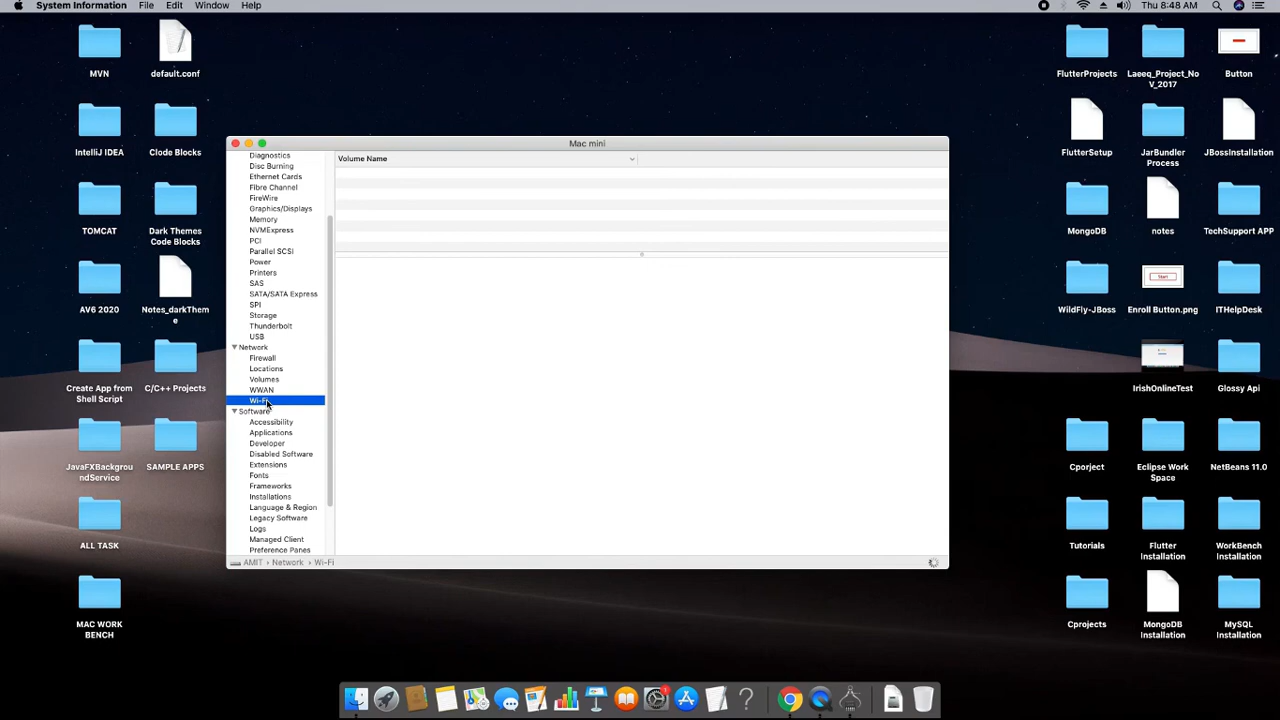 System Information File Edit Window Help
Thu 8:48 AM
MVN
default.conf
FlutterProjects
Laeeq_Project_No
V_2017
Button
IntelliJ IDEA
Clode Blocks
FlutterSetup
JarBundler
Process
JBossInstallation
TOMCAT
Dark Themes
Code Blocks
MongoDB
notes
TechSupport APP
AV6 2020
Notes_darkThem
e
WildFly-JBoss
Start
Enroll Button.png
ITHelpDesk
Create App from
Shell Script
C/C++ Projects
IrishOnlineTest
Glossy Api
JavaFXBackgrou
ndService
SAMPLE APPS
Cporject
Eclipse Work
Space
NetBeans 11.0
ALL TASK
Tutorials
Flutter
Installation
WorkBench
Installation
MAC WORK
BENCH
Cprojects
MongoDB
Installation
MySQL
Installation
Mac mini
Volume Name
Diagnostics
Disc Burning
Ethernet Cards
Fibre Channel
FireWire
Graphics/Displays
Memory
NVMExpress
PCI
Parallel SCSI
Power
Printers
SAS
SATA/SATA Express
SPI
Storage
Thunderbolt
USB
Network
Firewall
Locations
Volumes
WWAN
Wi-Fi
Software
Accessibility
Applications
Developer
Disabled Software
Extensions
Fonts
Frameworks
Installations
Language & Region
Legacy Software
Logs
Managed Client
Preference Panes
AMIT › Network › Wi-Fi
1